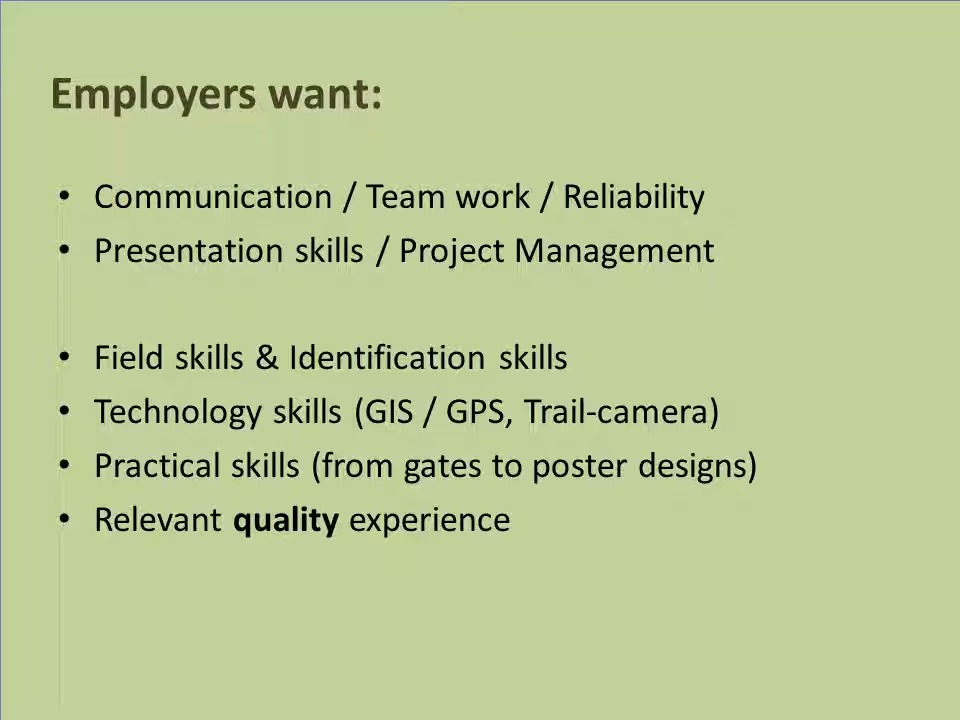 Employers want:
• Communication / Team work / Reliability
• Presentation skills / Project Management
• Field skills & Identification skills
• Technology skills (GIS / GPS, Trail-camera)
• Practical skills (from gates to poster designs)
• Relevant quality experience